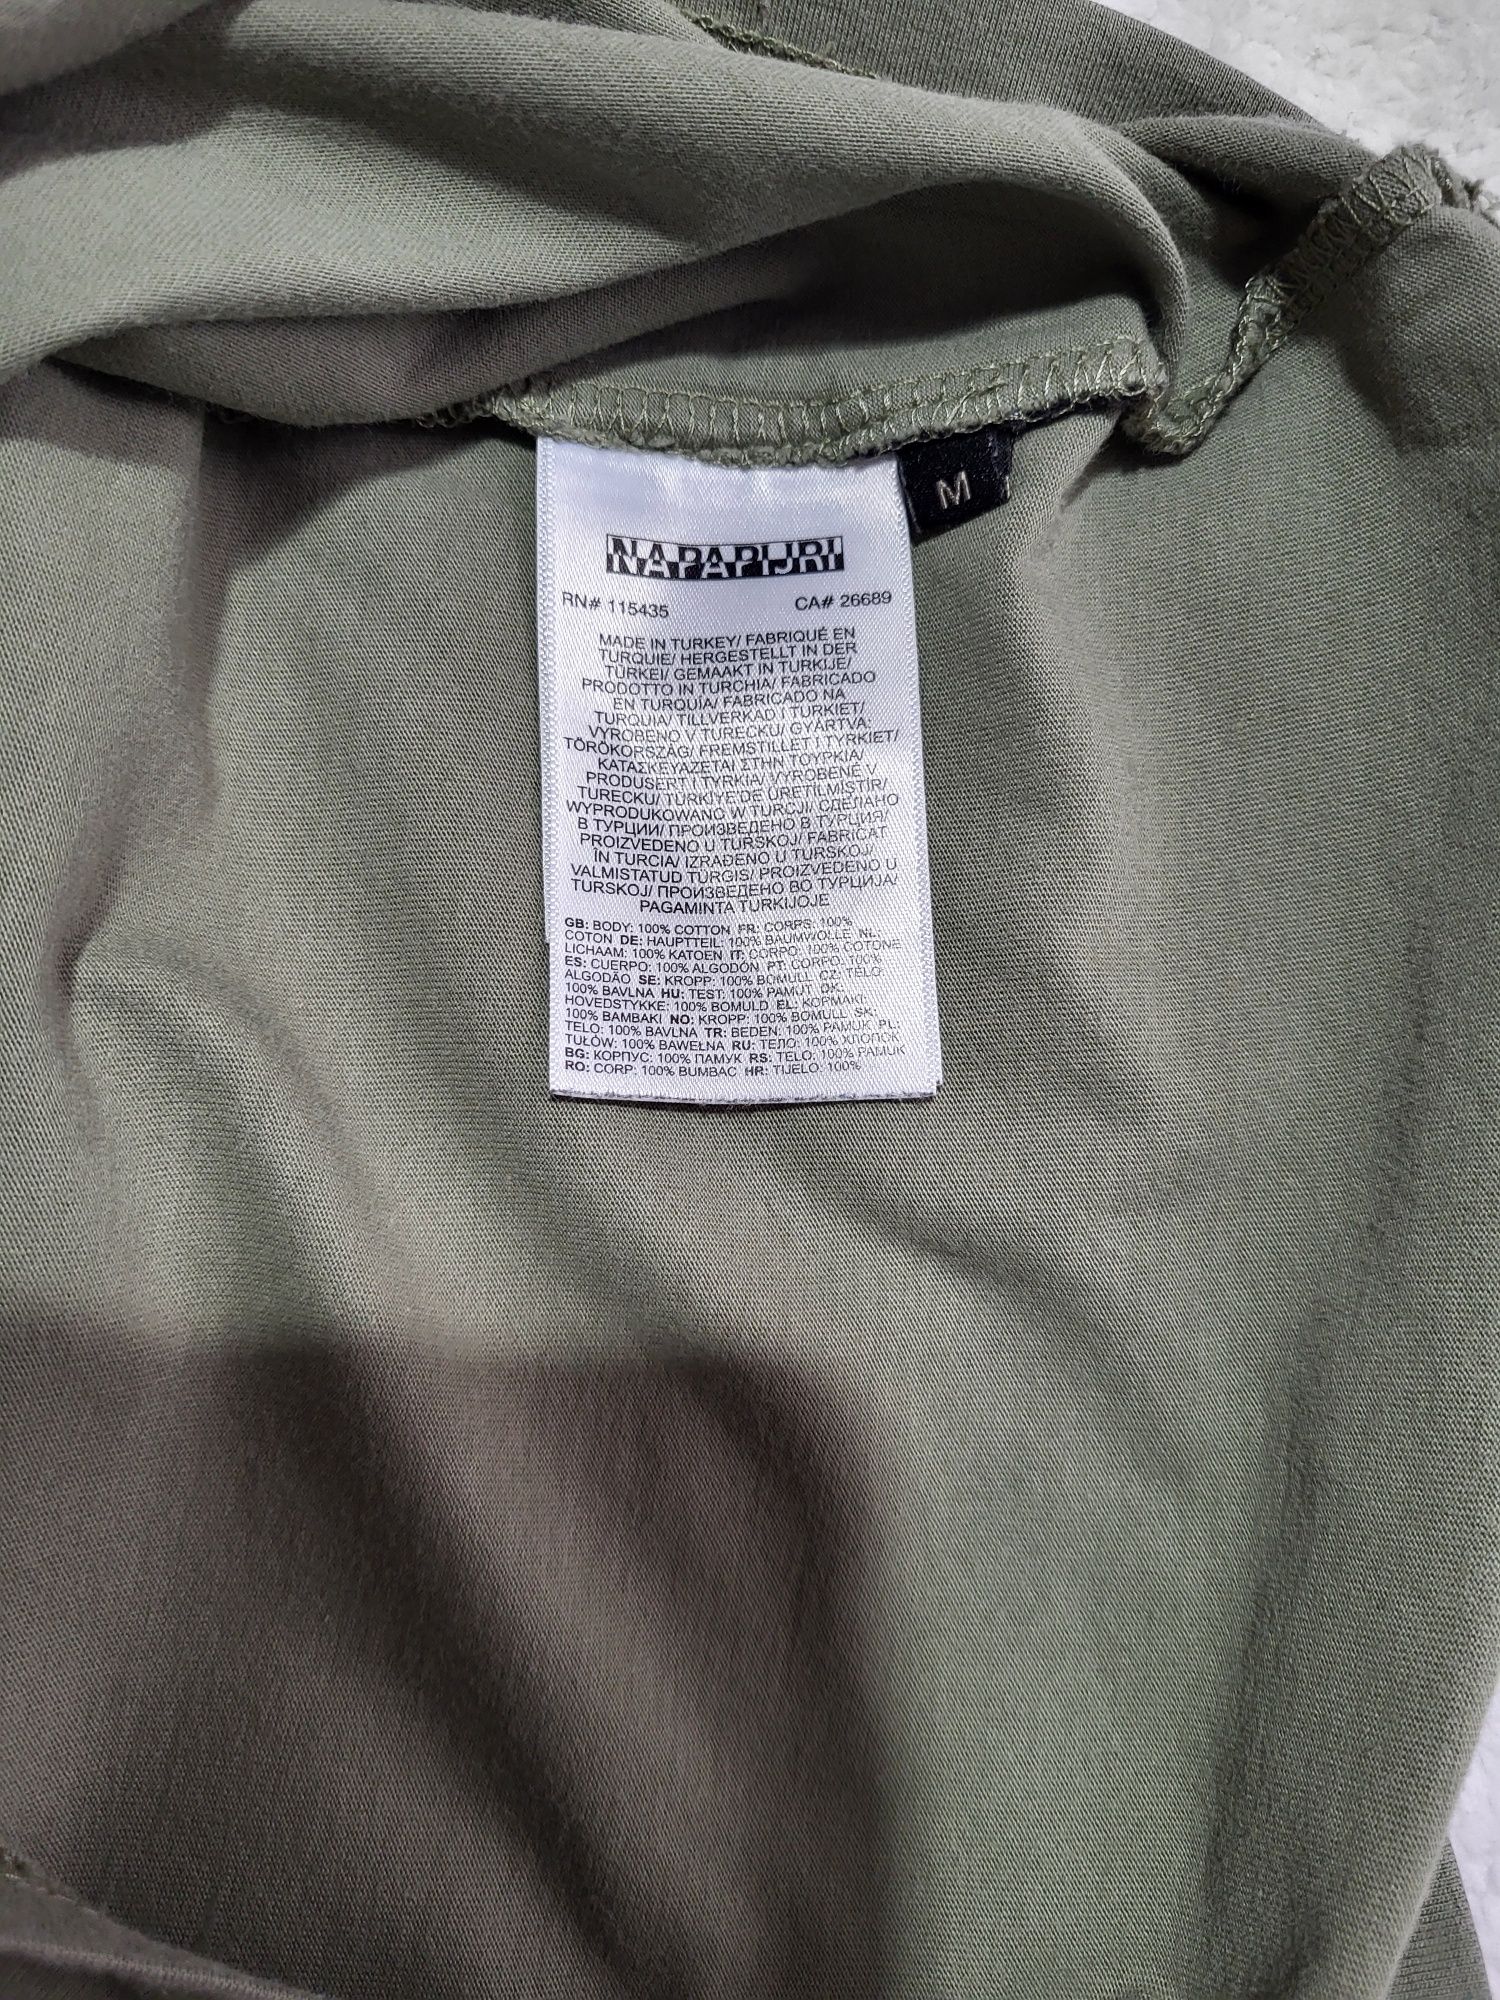 M
NAPAPIJRI
RN# 115435 CA# 26689
MADE IN TURKEY/ FABRIQUÉ EN
TURQUIE/ HERGESTELLT IN DER
TÜRKEI/ GEMAAKT IN TURKIJE/
PRODOTTO IN TURCHIA/ FABRICADO
EN TURQUÍA/ FABRICADO NA
TURQUIA/ TILLVERKAD I TURKIET/
VYROBENO V TURECKU/ GYÁRTVA:
TÖRÖKORSZÁG/ FREMSTILLET I TYRKIET/
ΚΑΤΑΣΚΕΥΑΖΕΤΑΙ ΣΤΗΝ ΤΟΥΡΚΙΑ/
PRODUSERT I TYRKIA/ VYROBENÉ V
TURECKU/ TÜRKİYE'DE ÜRETİLMİŞTİR/
WYPRODUKOWANO W TURCJI/ СДЕЛАНО
В ТУРЦИИ/ ПРОИЗВЕДЕНО В ТУРЦИЯ/
PROIZVEDENO U TURSKOJ/ FABRICAT
ÎN TURCIA/ IZRAĐENO U TURSKOJ/
VALMISTATUD TÜRGIS/ PROIZVEDENO U
TURSKOJ/ ПРОИЗВЕДЕНО ВО ТУРЦИЈА/
PAGAMINTA TURKIJOJE
GB: BODY: 100% COTTON FR: CORPS: 100%
COTON DE: HAUPTTEIL: 100% BAUMWOLLE NL:
LICHAAM: 100% KATOEN IT: CORPO: 100% COTONE
ES: CUERPO: 100% ALGODÓN PT: CORPO: 100%
ALGODÃO SE: KROPP: 100% BOMULL CZ: TĚLO:
100% BAVLNA HU: TEST: 100% PAMUT DK:
HOVEDSTYKKE: 100% BOMULD EL: ΚΟΡΜΑΚΙ:
100% ΒΑΜΒΑΚΙ NO: KROPP: 100% BOMULL SK:
TELO: 100% BAVLNA TR: BEDEN: 100% PAMUK PL:
TUŁÓW: 100% BAWEŁNA RU: ТЕЛО: 100% ХЛОПОК
BG: КОРПУС: 100% ПАМУК RS: TELO: 100% PAMUK
RO: CORP: 100% BUMBAC HR: TIJELO: 100%